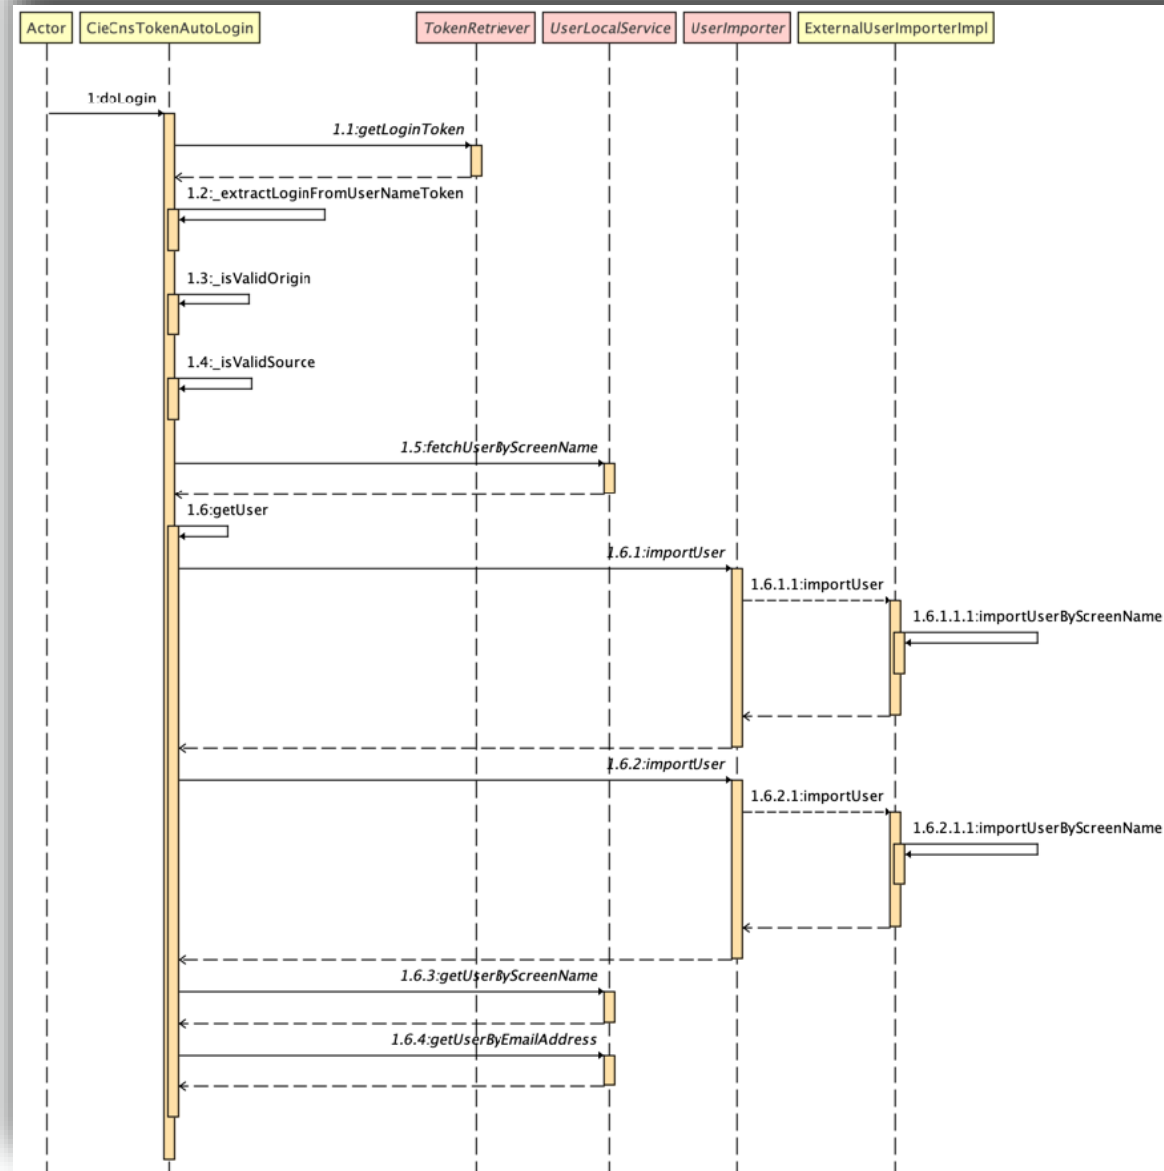 Actor
CieCnsTokenAutoLogin
TokenRetriever
UserLocalService
UserImporter
ExternalUserImporterImpl
1:doLogin
1.1:getLoginToken
1.2:_extractLoginFromUserNameToken
1.3:_isValidOrigin
1.4:_isValidSource
1.5:fetchUserByScreenName
1.6:getUser
1.6.1:importUser
1.6.1.1:importUser
1.6.1.1.1:importUserByScreenName
1.6.2:importUser
1.6.2.1:importUser
1.6.2.1.1:importUserByScreenName
1.6.3:getUserByScreenName
1.6.4:getUserByEmailAddress